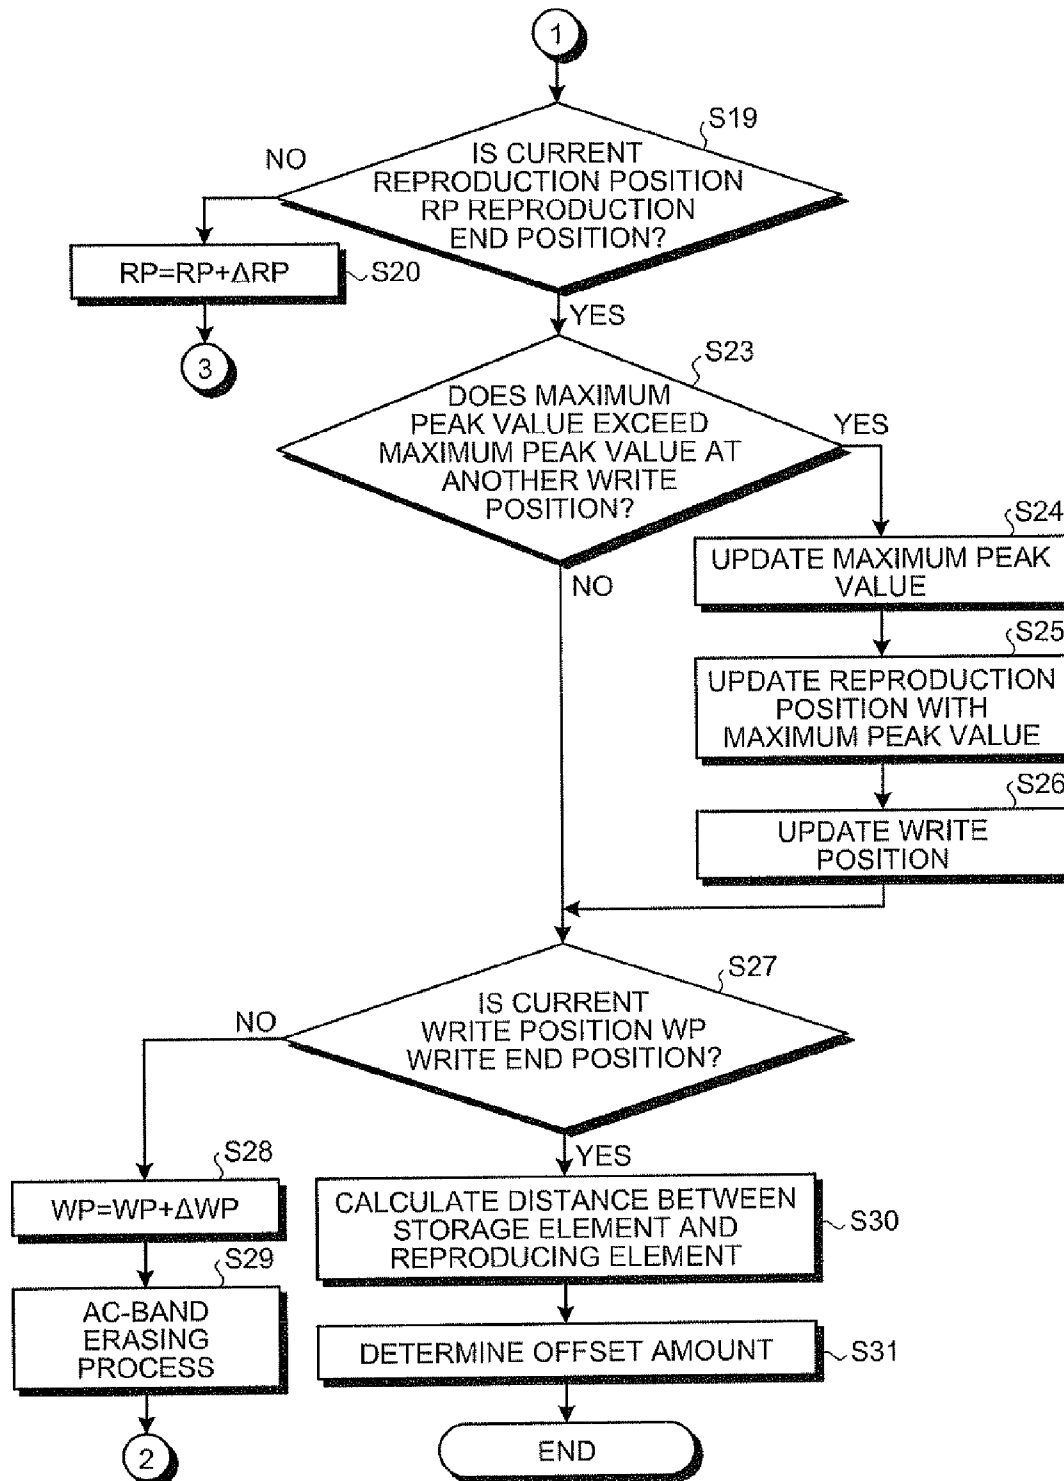 1
S19
NO
IS CURRENT
REPRODUCTION POSITION
RP REPRODUCTION
END POSITION?
RP=RP+ΔRP
S20
YES
3
S23
DOES MAXIMUM
PEAK VALUE EXCEED
MAXIMUM PEAK VALUE AT
ANOTHER WRITE
POSITION?
YES
NO
S24
UPDATE MAXIMUM PEAK
VALUE
S25
UPDATE REPRODUCTION
POSITION WITH
MAXIMUM PEAK VALUE
S26
UPDATE WRITE
POSITION
S27
IS CURRENT
WRITE POSITION WP
WRITE END POSITION?
NO
YES
S28
WP=WP+ΔWP
S29
AC-BAND
ERASING
PROCESS
2
CALCULATE DISTANCE BETWEEN
STORAGE ELEMENT AND
REPRODUCING ELEMENT
S30
DETERMINE OFFSET AMOUNT
S31
END